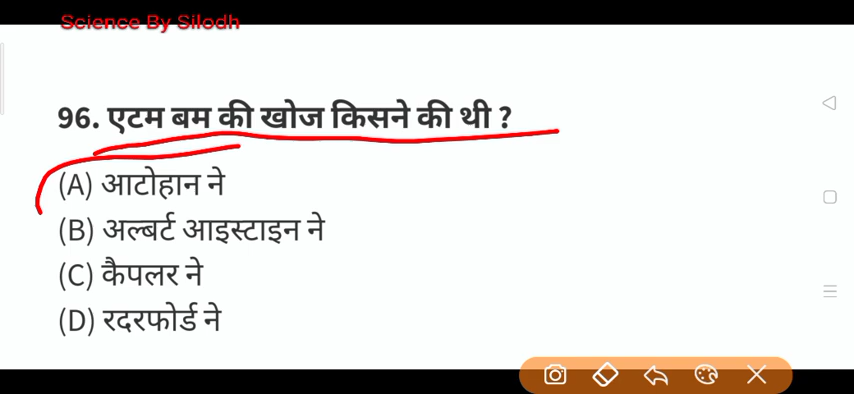 Science By Silodh
96. एटम बम की खोज किसने की थी ?
(A) आटोहान ने
(B) अल्बर्ट आइस्टाइन ने
(C) कैपलर ने
(D) रदरफोर्ड ने